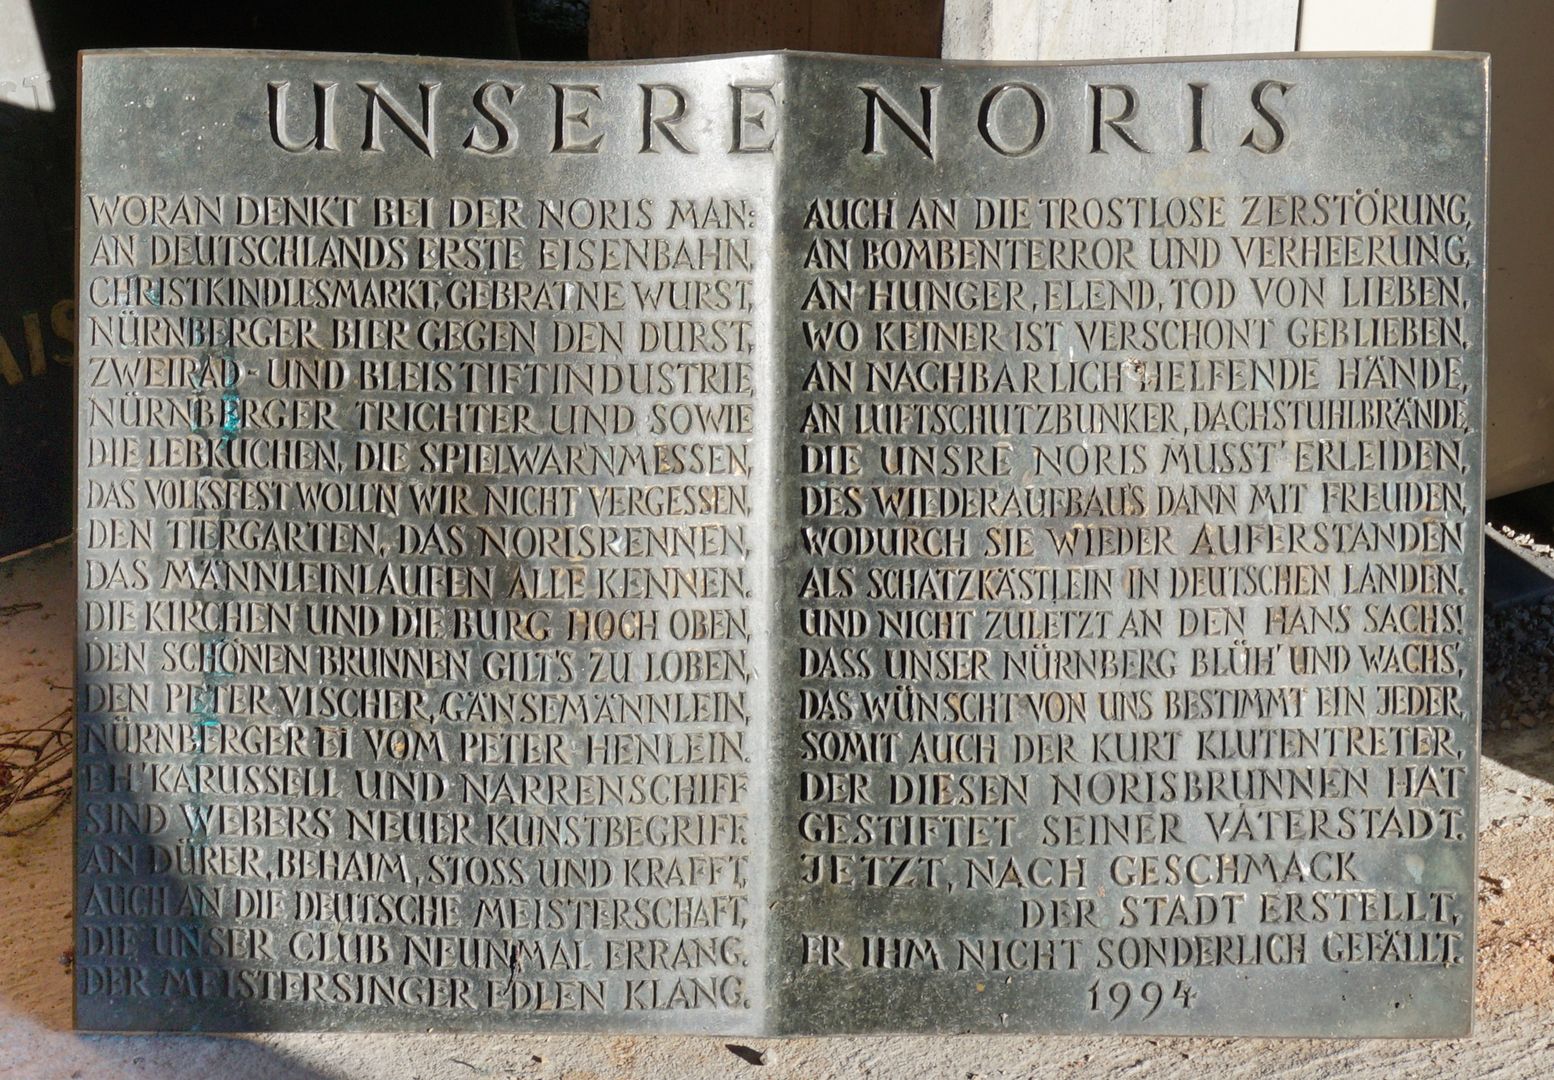 UNSERE NORIS
WORAN DENKT BEI DER NORIS MAN:
AN DEUTSCHLANDS ERSTE EISENBAHN,
CHRISTKINDLESMARKT, GEBRATNE WURST,
NÜRNBERGER BIER GEGEN DEN DURST,
ZWEIRAD- UND BLEISTIFTINDUSTRIE
NÜRNBERGER TRICHTER UND SOWIE
DIE LEBKUCHEN, DIE SPIELWARNMESSEN,
DAS VOLKSFEST WOLL'N WIR NICHT VERGESSEN,
DEN TIERGARTEN, DAS NORISRENNEN,
DAS MÄNNLEINLAUFEN ALLE KENNEN.
DIE KIRCHEN UND DIE BURG HOCH OBEN,
DEN SCHÖNEN BRUNNEN GILT'S ZU LOBEN,
DEN PETER VISCHER, GÄNSEMÄNNLEIN,
NÜRNBERGER EI VOM PETER HENLEIN.
EH'KARUSSELL UND NARRENSCHIFF
SIND WEBERS NEUER KUNSTBEGRIFF.
AN DÜRER, BEHAIM, STOSS UND KRAFFT,
AUCH AN DIE DEUTSCHE MEISTERSCHAFT,
DIE UNSER CLUB NEUNMAL ERRANG.
DER MEISTERSINGER EDLEN KLANG.
AUCH AN DIE TROSTLOSE ZERSTÖRUNG,
AN BOMBENTERROR UND VERHEERUNG,
AN HUNGER, ELEND, TOD VON LIEBEN,
WO KEINER IST VERSCHONT GEBLIEBEN,
AN NACHBARLICH HELFENDE HÄNDE,
AN LUFTSCHUTZBUNKER, DACHSTUHLBRÄNDE,
DIE UNSRE NORIS MUSST' ERLEIDEN,
DES WIEDERAUFBAUS DANN MIT FREUDEN,
WODURCH SIE WIEDER AUFERSTANDEN
ALS SCHATZKÄSTLEIN IN DEUTSCHEN LANDEN.
UND NICHT ZULETZT AN DEN HANS SACHS!
DASS UNSER NÜRNBERG BLÜH' UND WACHS',
DAS WÜNSCHT VON UNS BESTIMMT EIN JEDER,
SOMIT AUCH DER KURT KLUTENTRETER,
DER DIESEN NORISBRUNNEN HAT
GESTIFTET SEINER VATERSTADT.
JETZT, NACH GESCHMACK
DER STADT ERSTELLT,
ER IHM NICHT SONDERLICH GEFÄLLT.
1994